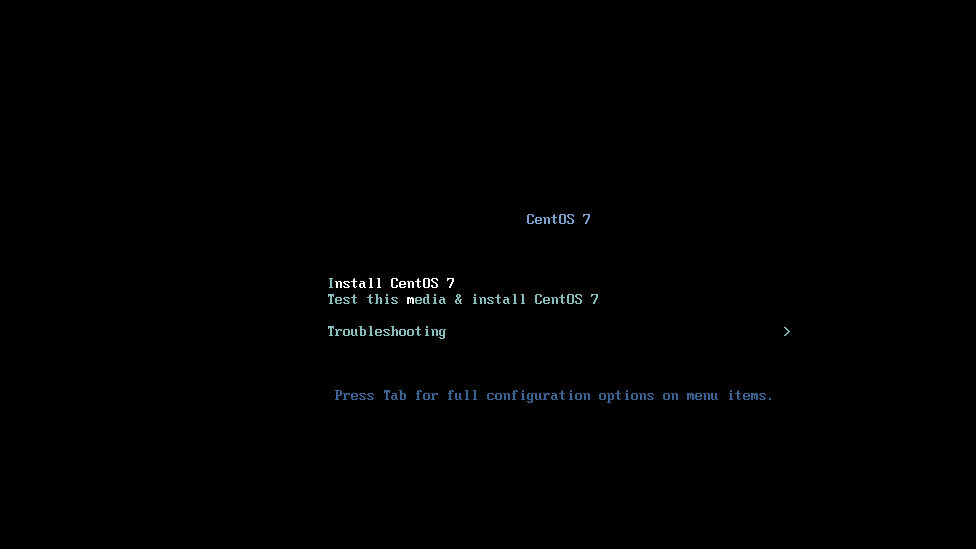 CentOS 7
Install CentOS 7
Test this media & install CentOS 7
Troubleshooting >
Press Tab for full configuration options on menu items.